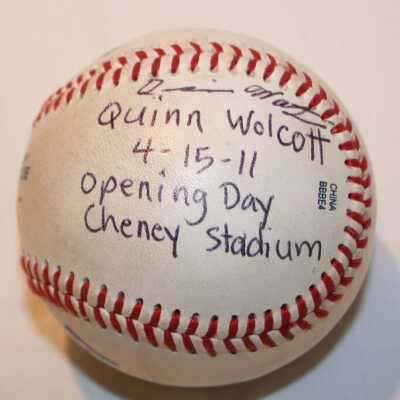 Quinn Wolcott
4-15-11
Opening Day
Cheney Stadium
CHINA
BBBE4